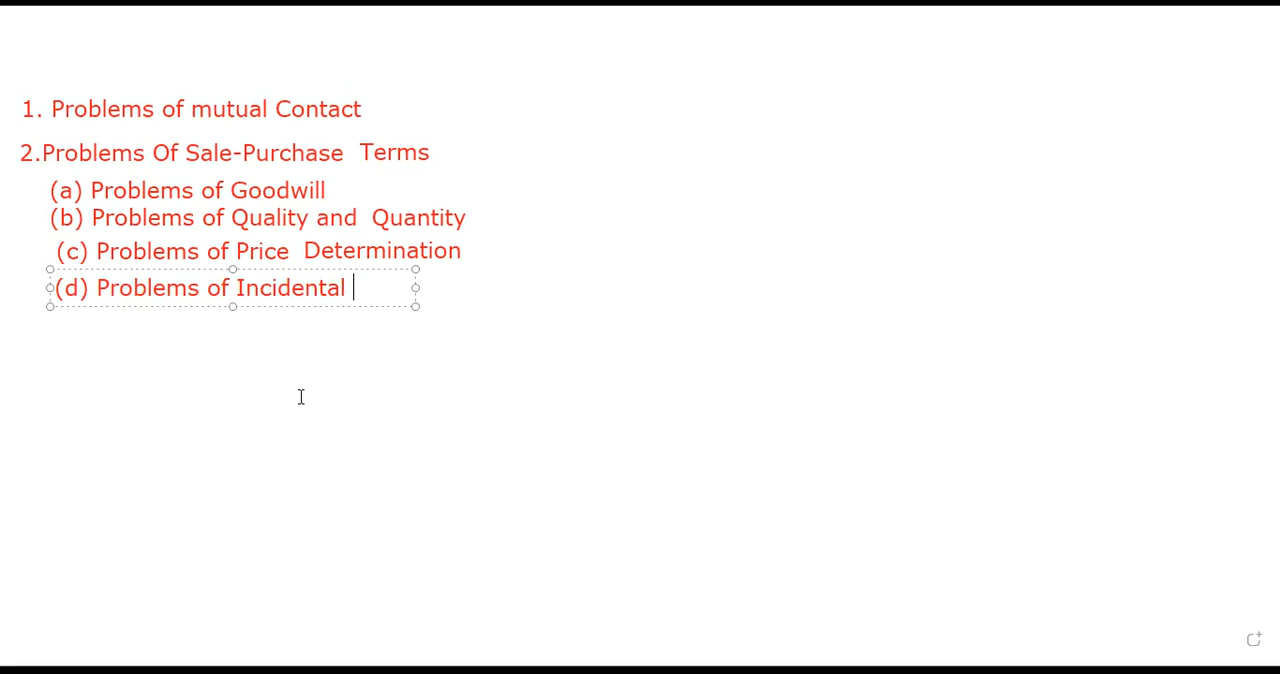 1. Problems of mutual Contact
2.Problems Of Sale-Purchase Terms
(a) Problems of Goodwill
(b) Problems of Quality and Quantity
(c) Problems of Price Determination
(d) Problems of Incidental